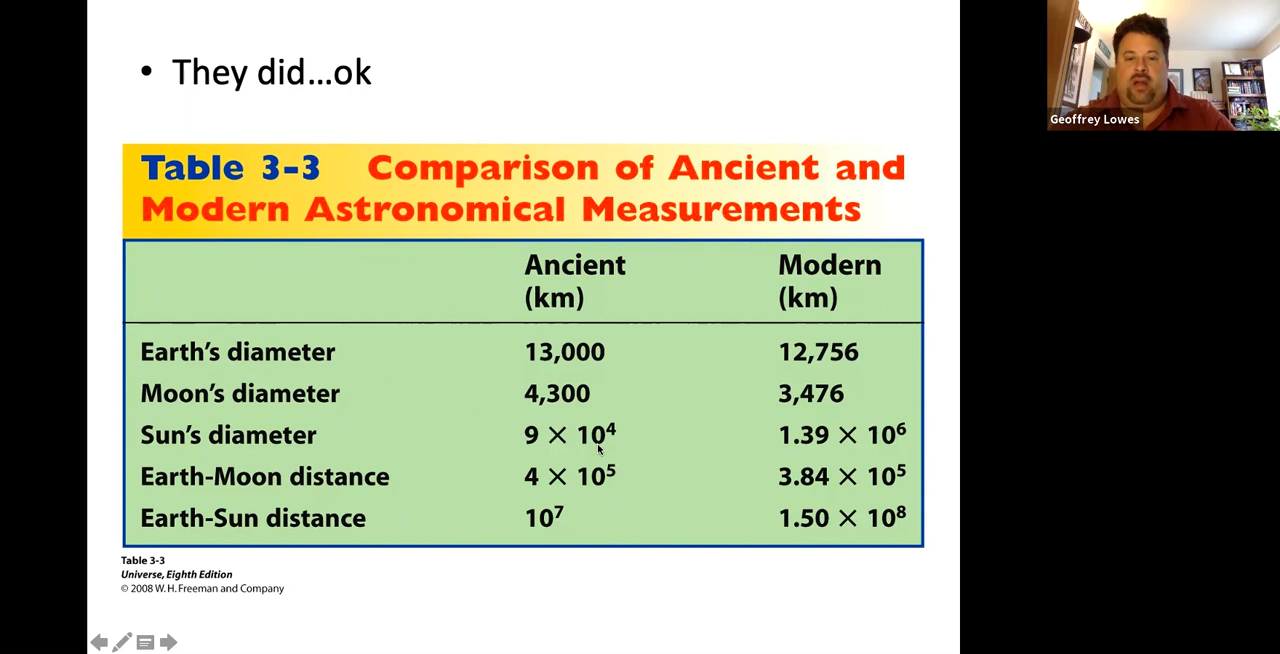 • They did...ok
Geoffrey Lowes
Table 3-3 Comparison of Ancient and
Modern Astronomical Measurements
Ancient Modern
(km) (km)
Earth's diameter 13,000 12,756
Moon's diameter 4,300 3,476
Sun's diameter 9 × 10⁴ 1.39 × 10⁶
Earth-Moon distance 4 × 10⁵ 3.84 × 10⁵
Earth-Sun distance 10⁷ 1.50 × 10⁸
Table 3-3
Universe, Eighth Edition
© 2008 W. H. Freeman and Company